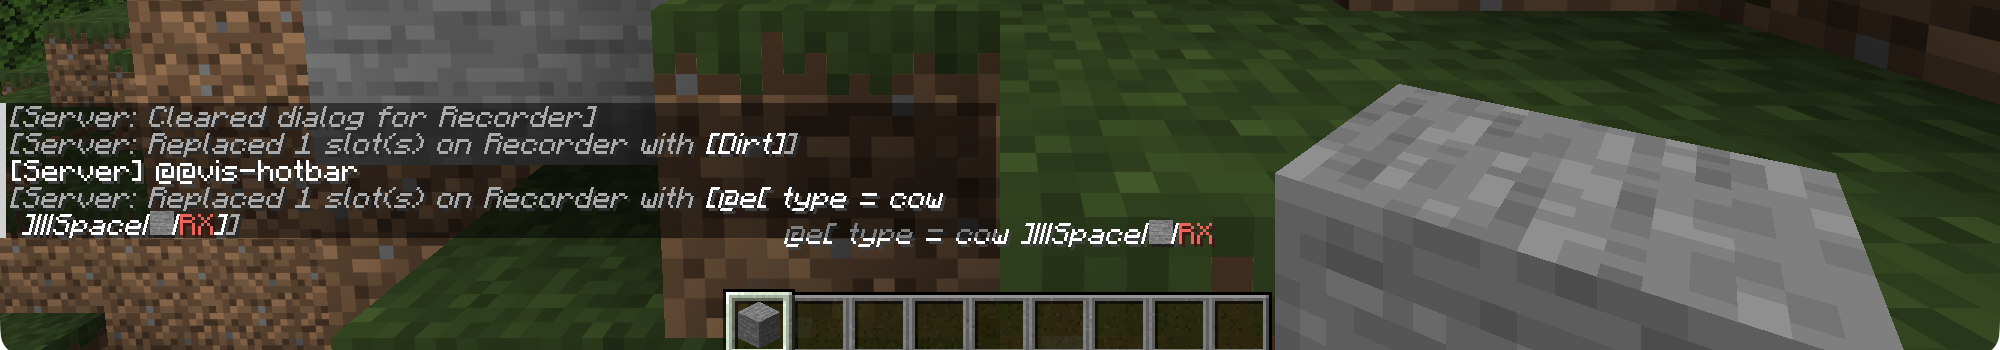 [Server: Cleared dialog for Recorder]
[Server: Replaced 1 slot(s) on Recorder with [Dirt]]
[Server] @@vis-hotbar
[Server: Replaced 1 slot(s) on Recorder with [@e[ type = cow
]|||Space|/RX]]
@e[ type = cow ]|||Space|/RX